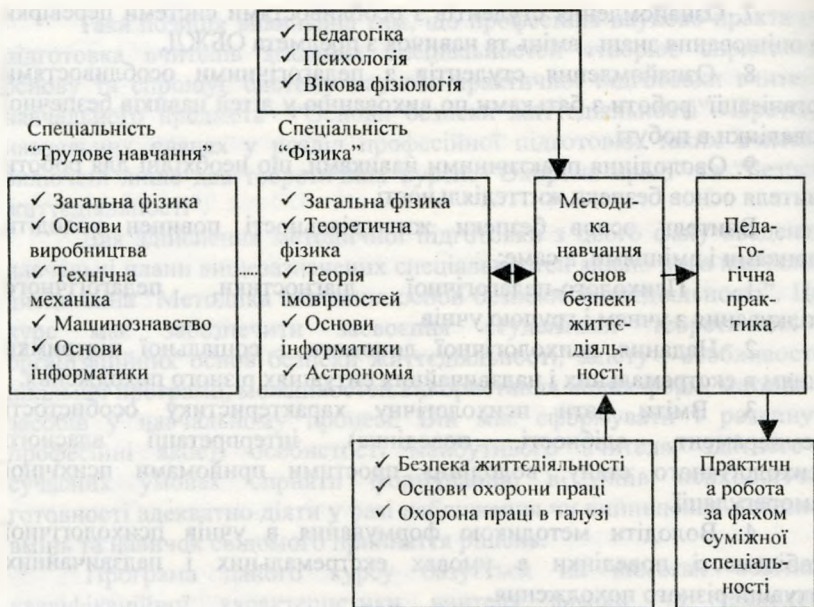 ✓ Педагогіка
✓ Психологія
✓ Вікова фізіологія
Спеціальність
“Трудове навчання”
Спеціальність
“Фізика”
✓ Загальна фізика
✓ Основи
виробництва
✓ Технічна
механіка
✓ Машинознавство
✓ Основи
інформатики
✓ Загальна фізика
✓ Теоретична
фізика
✓ Теорія
імовірностей
✓ Основи
інформатики
✓ Астрономія
Методи-
ка
навчання
основ
безпеки
життє-
діяль-
ності
Педа-
гічна
прак-
тика
✓ Безпека життєдіяльності
✓ Основи охорони праці
✓ Охорона праці в галузі
Практичн
а робота
за фахом
суміжної
спеціаль-
ності